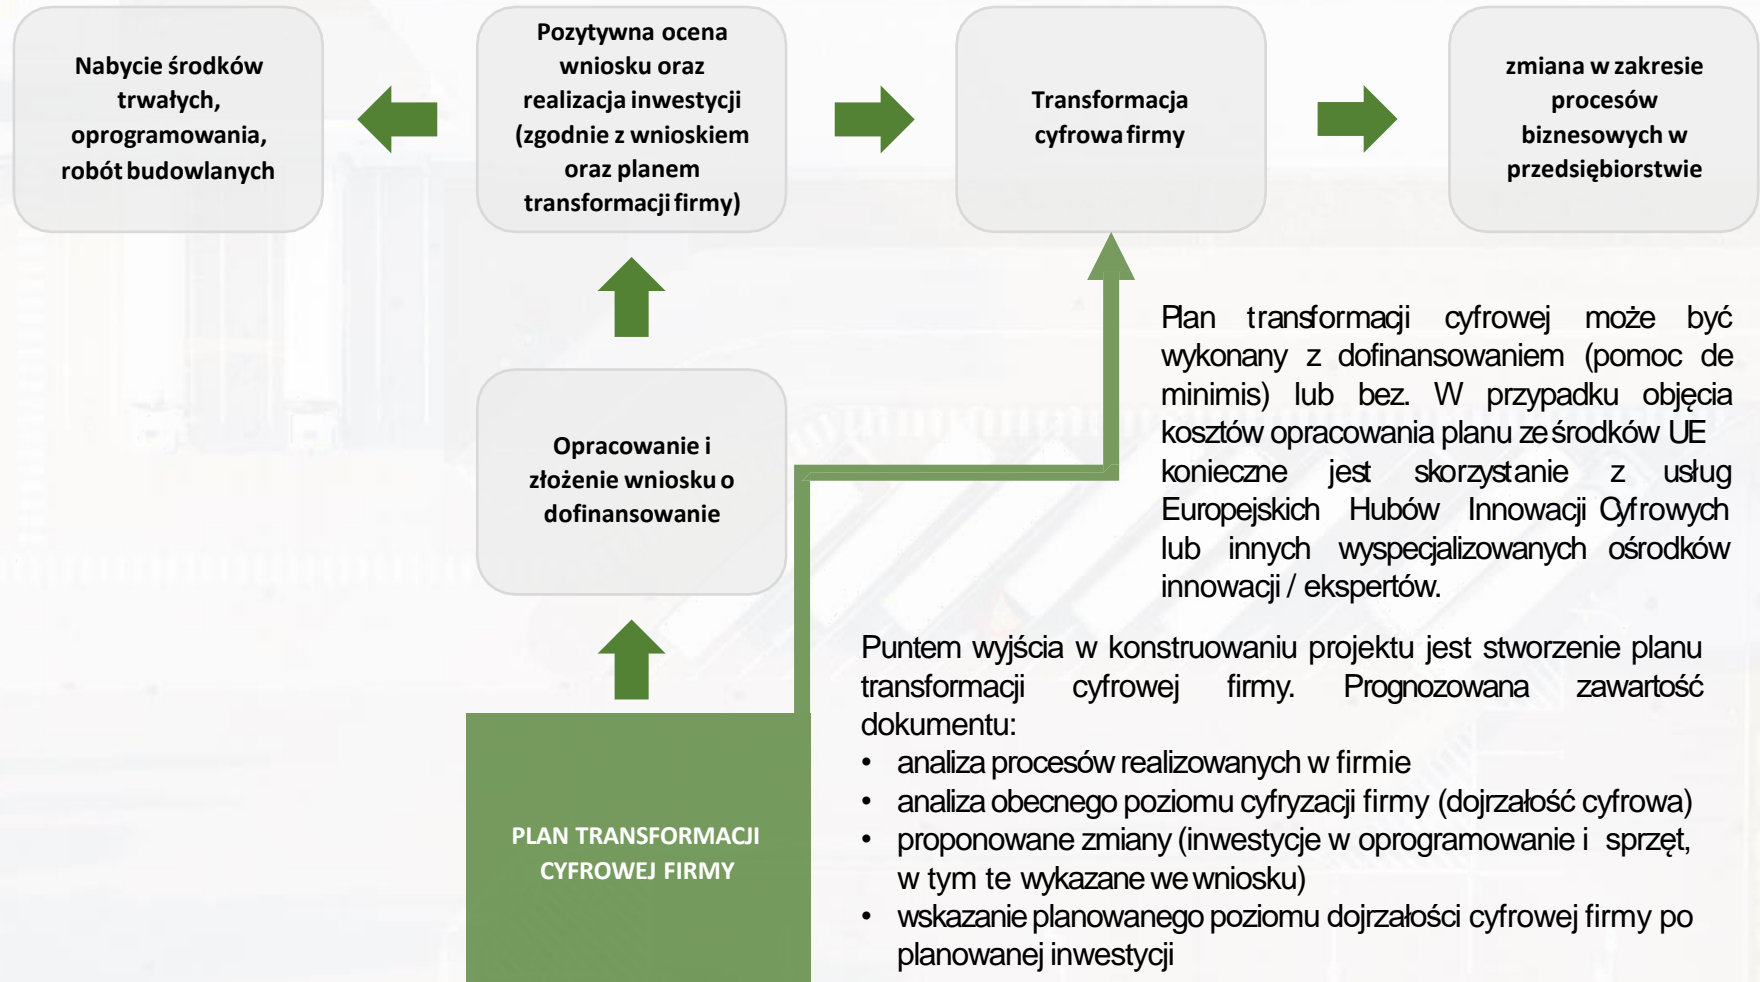 Nabycie środków
trwałych,
oprogramowania,
robót budowlanych
Pozytywna ocena
wniosku oraz
realizacja inwestycji
(zgodnie z wnioskiem
oraz planem
transformacji firmy)
Transformacja
cyfrowa firmy
zmiana w zakresie
procesów
biznesowych w
przedsiębiorstwie
Opracowanie i
złożenie wniosku o
dofinansowanie
PLAN TRANSFORMACJI
CYFROWEJ FIRMY
Plan transformacji cyfrowej może być
wykonany z dofinansowaniem (pomoc de
minimis) lub bez. W przypadku objęcia
kosztów opracowania planu ze środków UE
konieczne jest skorzystanie z usług
Europejskich Hubów Innowacji Cyfrowych
lub innych wyspecjalizowanych ośrodków
innowacji / ekspertów.
Puntem wyjścia w konstruowaniu projektu jest stworzenie planu
transformacji cyfrowej firmy. Prognozowana zawartość
dokumentu:
• analiza procesów realizowanych w firmie
• analiza obecnego poziomu cyfryzacji firmy (dojrzałość cyfrowa)
• proponowane zmiany (inwestycje w oprogramowanie i sprzęt,
w tym te wykazane we wniosku)
• wskazanie planowanego poziomu dojrzałości cyfrowej firmy po
planowanej inwestycji